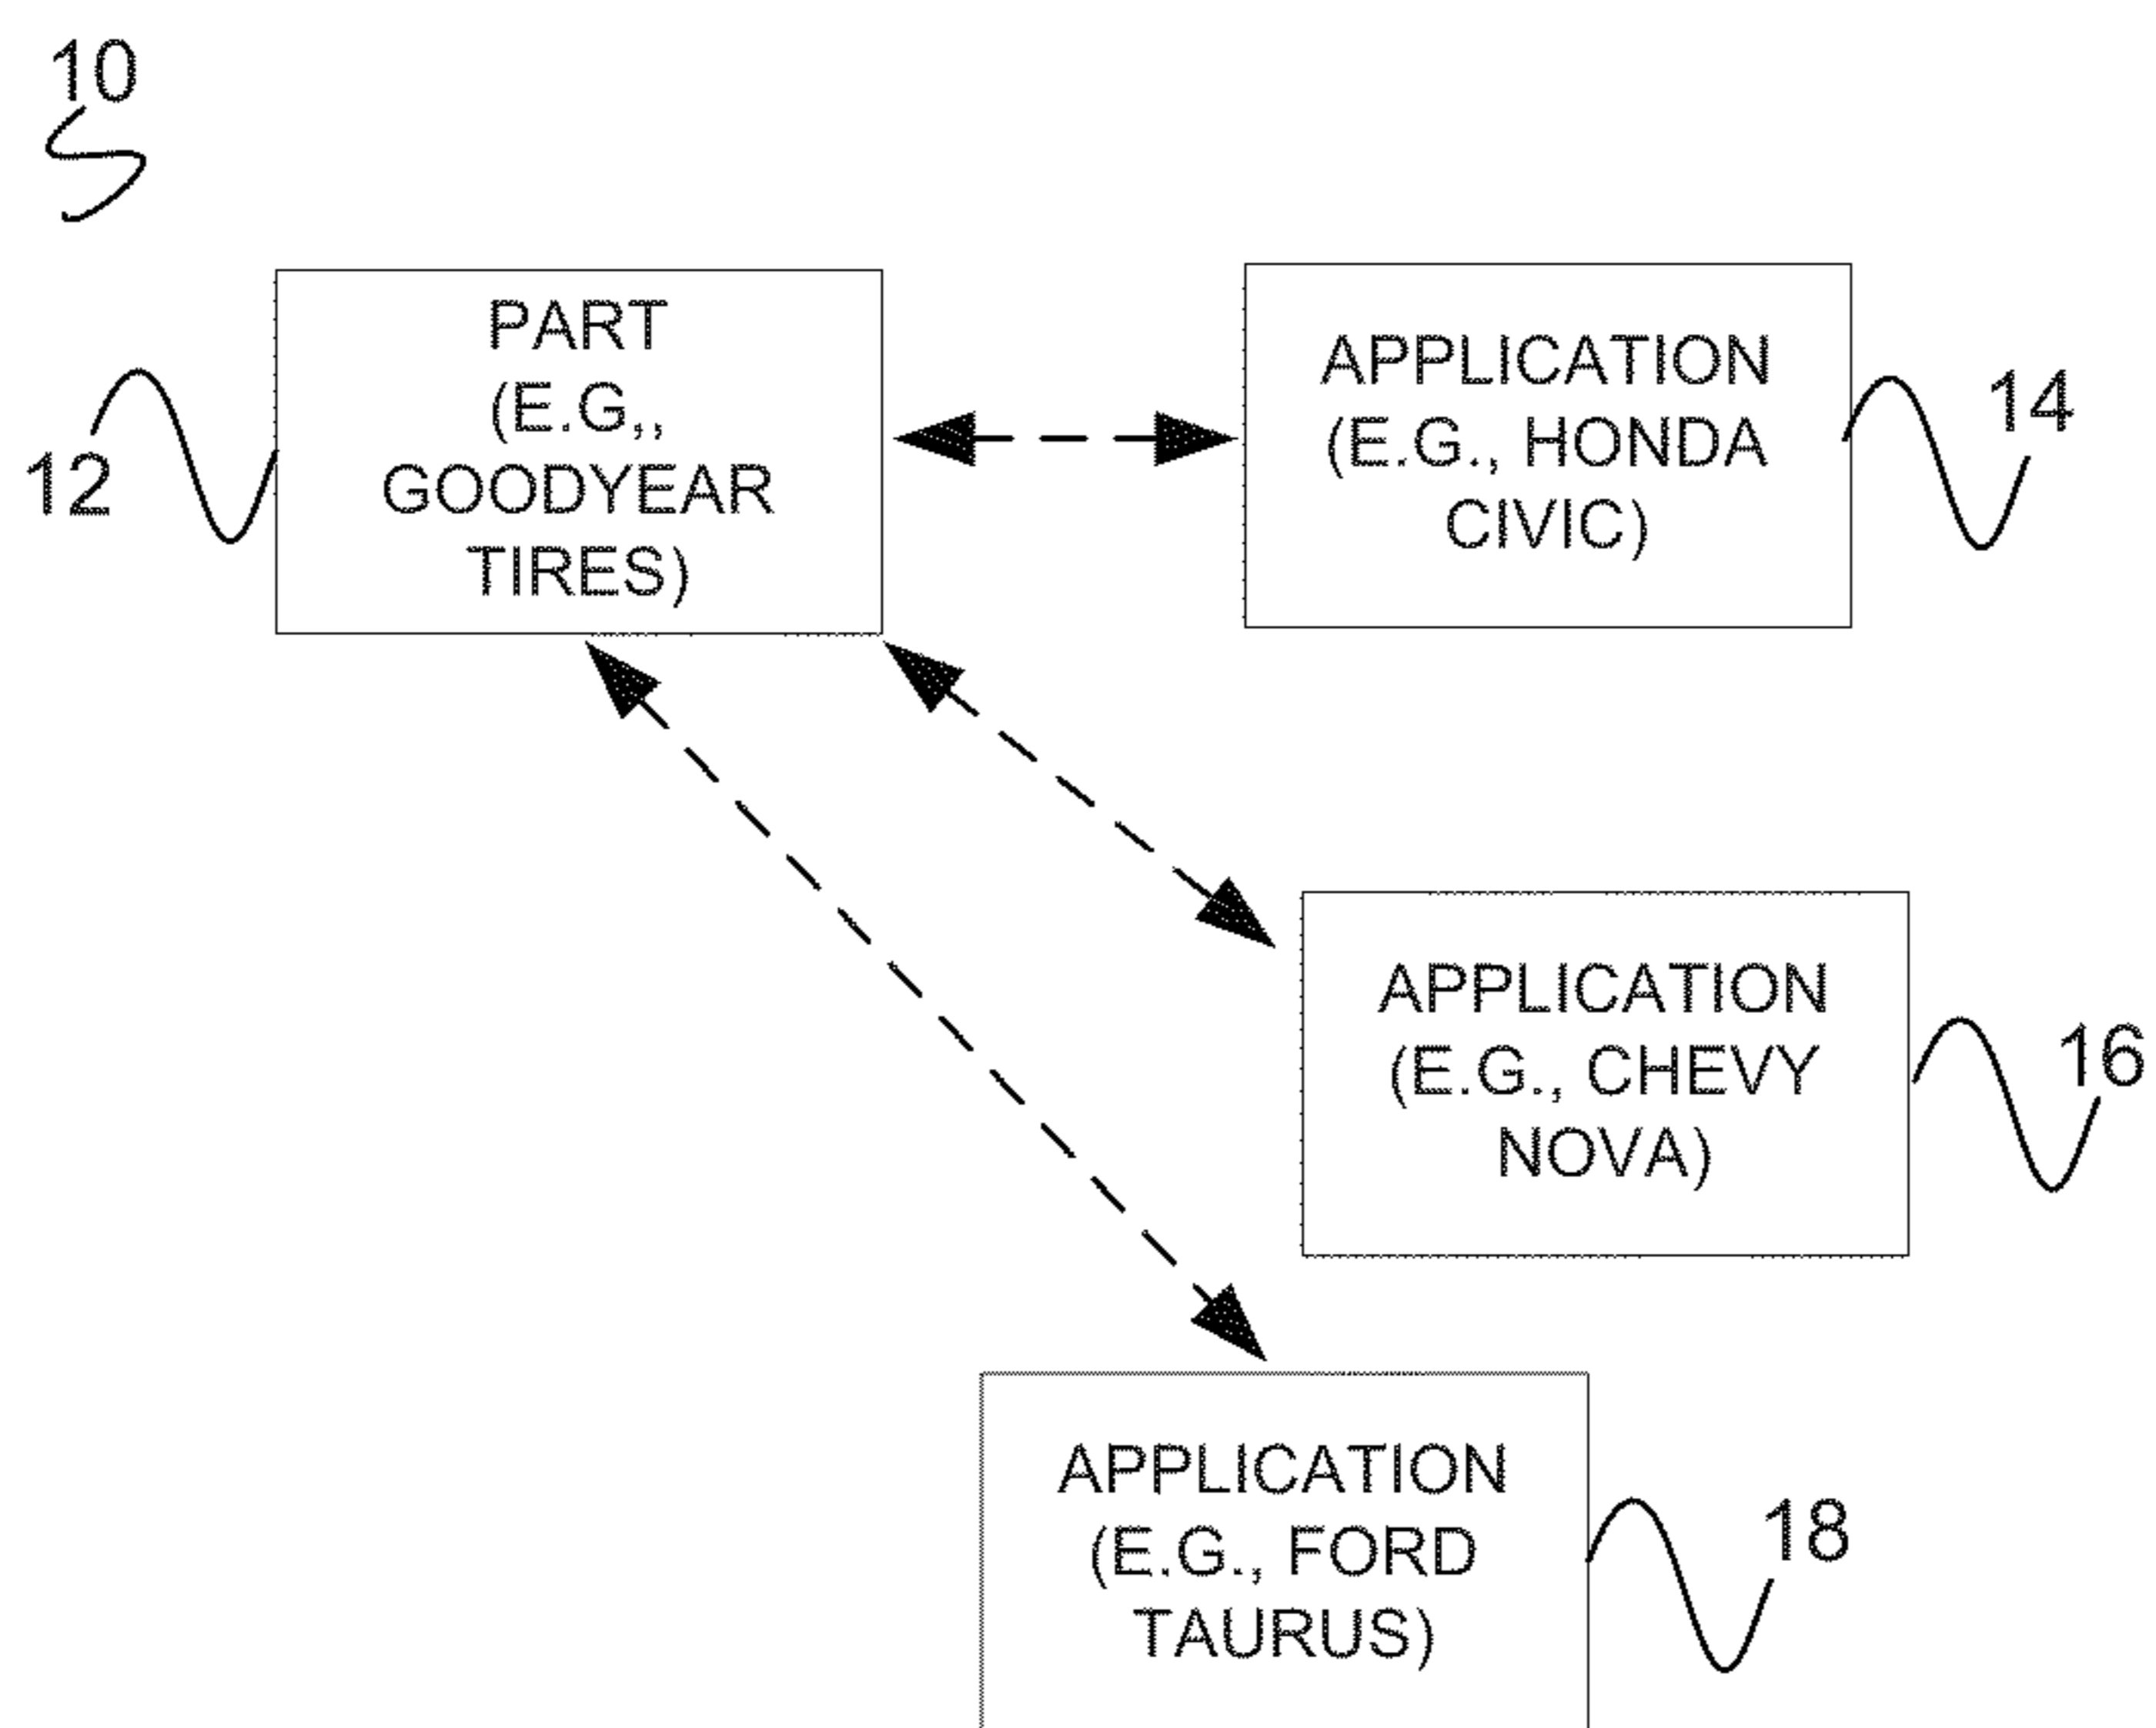 10
PART
(E.G,,
GOODYEAR
TIRES)
12
APPLICATION
(E.G., HONDA
CIVIC)
14
APPLICATION
(E.G., CHEVY
NOVA)
16
APPLICATION
(E.G., FORD
TAURUS)
18